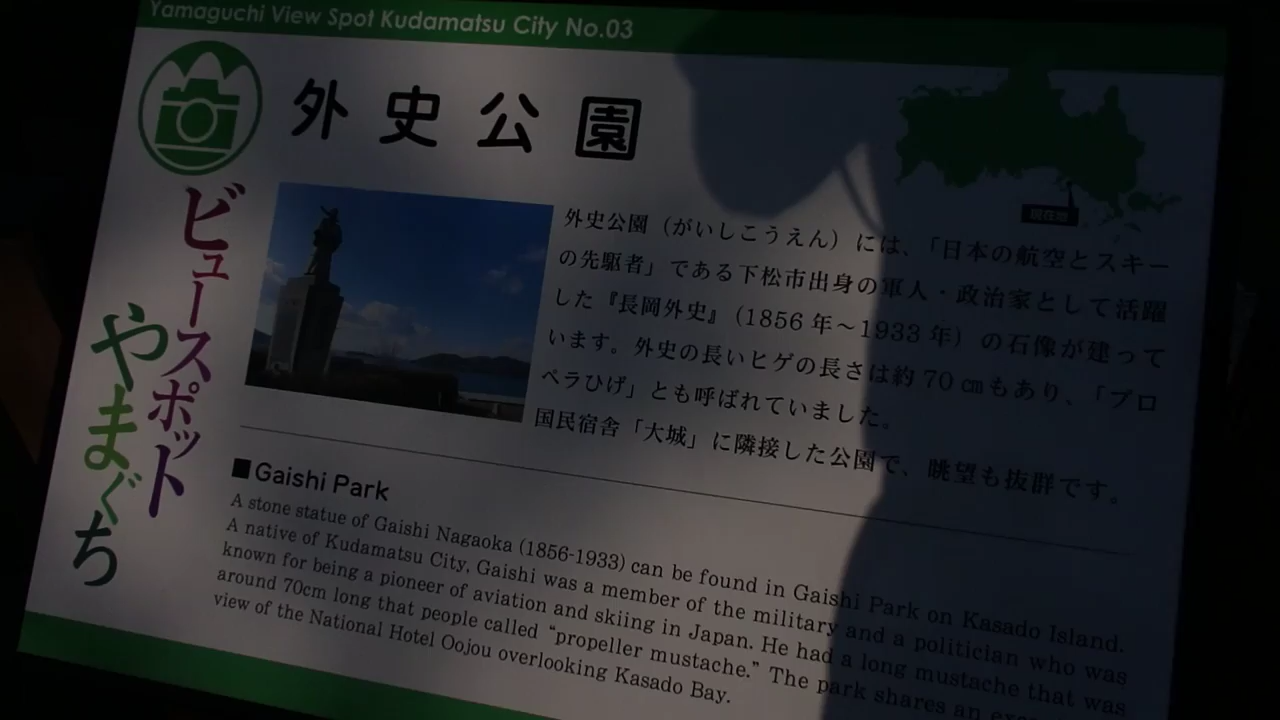 Yamaguchi View Spot Kudamatsu City No.03
外史公園
ビュースポット
やまぐち
現在地
外史公園（がいしこうえん）には、「日本の航空とスキー
の先駆者」である下松市出身の軍人・政治家として活躍
した『長岡外史』（1856年～1933年）の石像が建って
います。外史の長いヒゲの長さは約70㎝もあり、「プロ
ペラひげ」とも呼ばれていました。
国民宿舎「大城」に隣接した公園で、眺望も抜群です。
■Gaishi Park
A stone statue of Gaishi Nagaoka (1856-1933) can be found in Gaishi Park on Kasado Island.
A native of Kudamatsu City, Gaishi was a member of the military and a politician who was
known for being a pioneer of aviation and skiing in Japan. He had a long mustache that was
around 70cm long that people called “propeller mustache.” The park shares an
view of the National Hotel Oojou overlooking Kasado Bay.